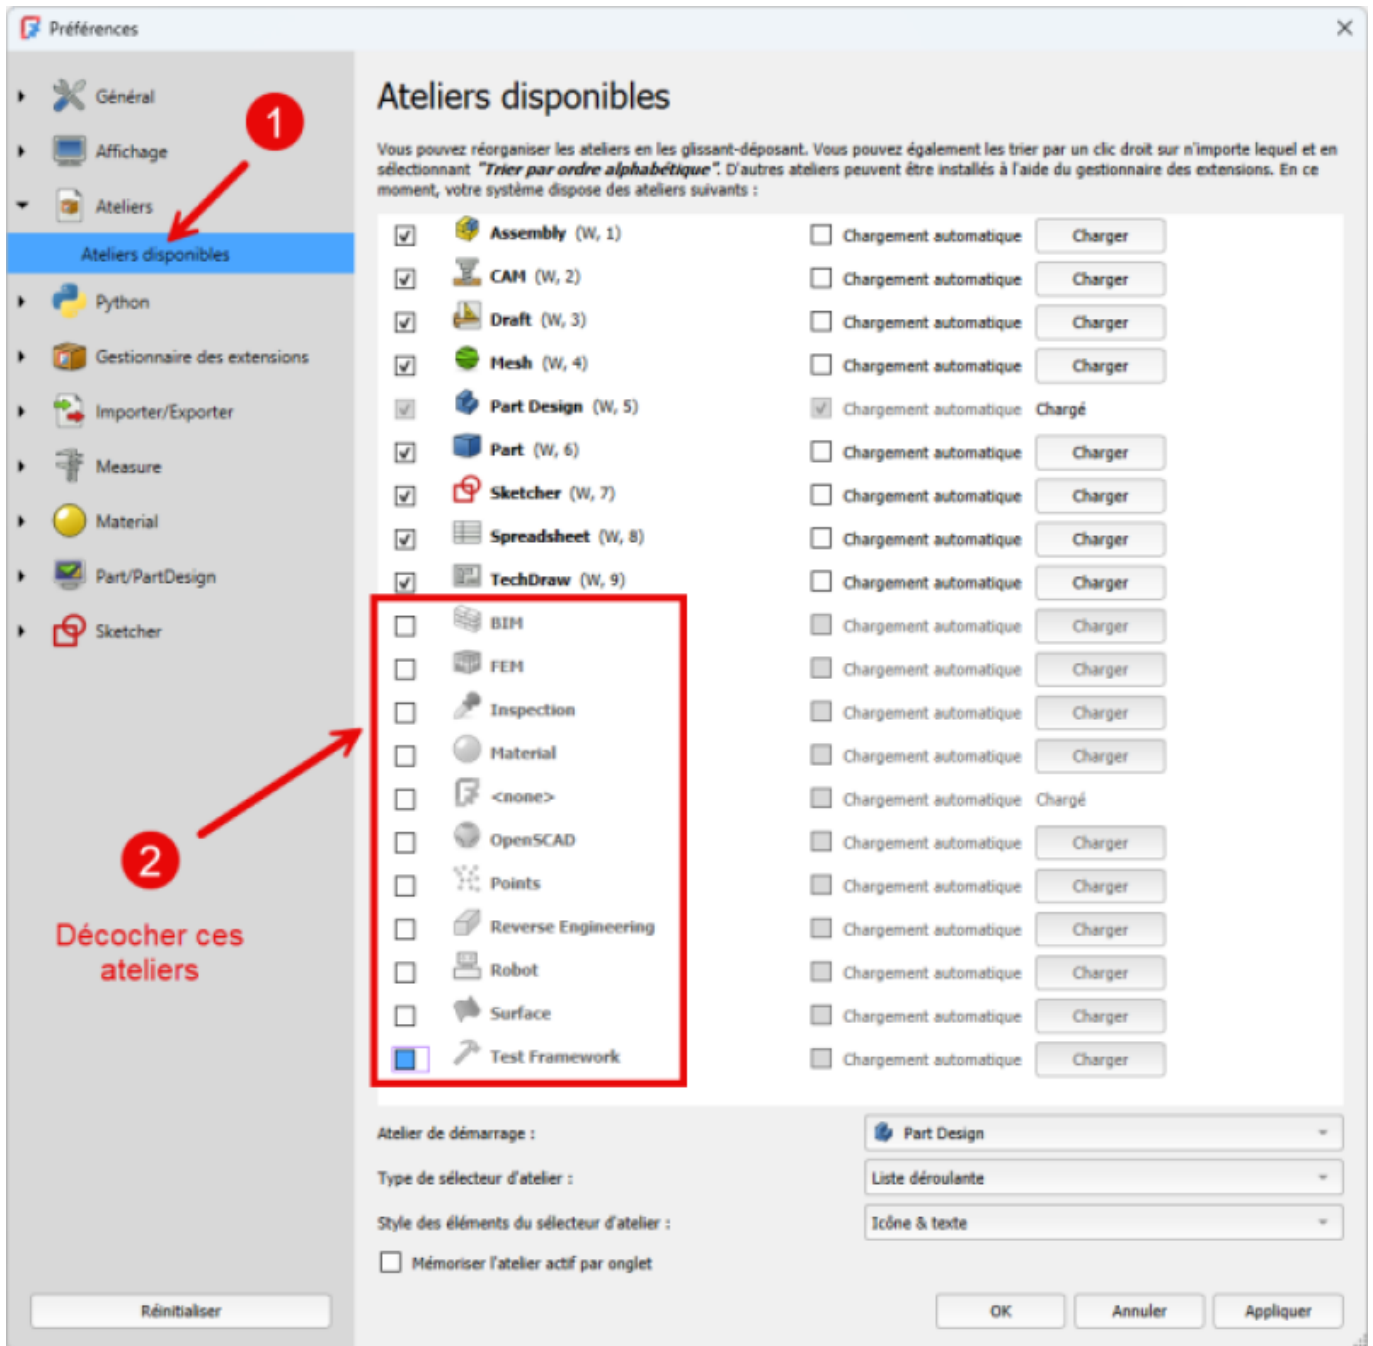 Préférences
Général
Affichage
Ateliers
Ateliers disponibles
Python
Gestionnaire des extensions
Importer/Exporter
Measure
Material
Part/PartDesign
Sketcher
1
2
Décocher ces
ateliers
Réinitialiser
Ateliers disponibles
Vous pouvez réorganiser les ateliers en les glissant-déposant. Vous pouvez également les trier par un clic droit sur n'importe lequel et en
sélectionnant "Trier par ordre alphabétique". D'autres ateliers peuvent être installés à l'aide du gestionnaire des extensions. En ce
moment, votre système dispose des ateliers suivants :
Assembly (W, 1) Chargement automatique Charger
CAM (W, 2) Chargement automatique Charger
Draft (W, 3) Chargement automatique Charger
Mesh (W, 4) Chargement automatique Charger
Part Design (W, 5) Chargement automatique Chargé
Part (W, 6) Chargement automatique Charger
Sketcher (W, 7) Chargement automatique Charger
Spreadsheet (W, 8) Chargement automatique Charger
TechDraw (W, 9) Chargement automatique Charger
BIM Chargement automatique Charger
FEM Chargement automatique Charger
Inspection Chargement automatique Charger
Material Chargement automatique Charger
<none> Chargement automatique Chargé
OpenSCAD Chargement automatique Charger
Points Chargement automatique Charger
Reverse Engineering Chargement automatique Charger
Robot Chargement automatique Charger
Surface Chargement automatique Charger
Test Framework Chargement automatique Charger
Atelier de démarrage : Part Design
Type de sélecteur d'atelier : Liste déroulante
Style des éléments du sélecteur d'atelier : Icône & texte
Mémoriser l'atelier actif par onglet
OK Annuler Appliquer